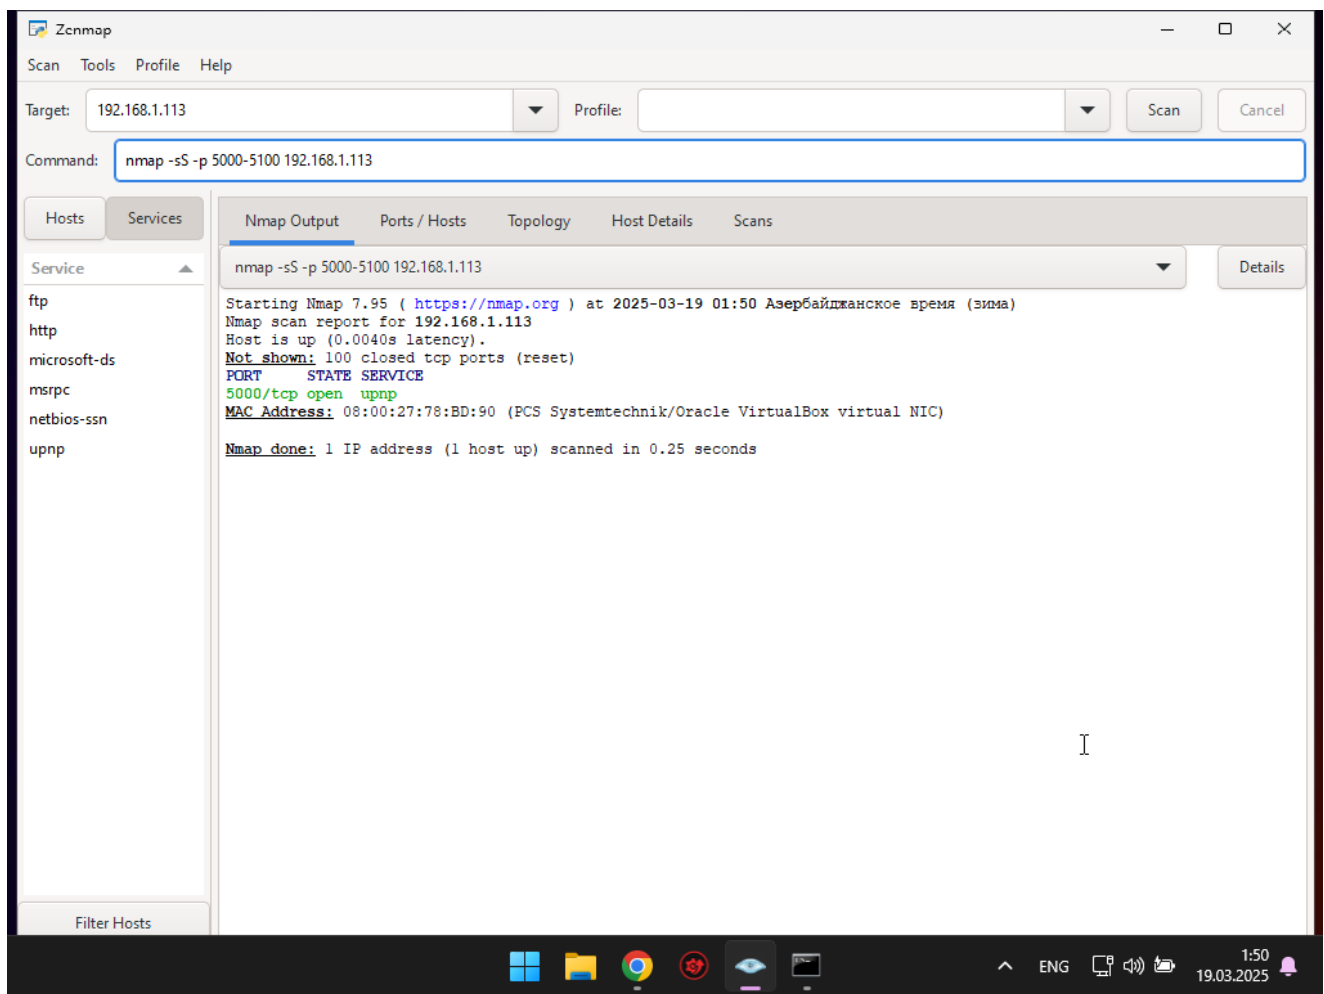 Zenmap
Scan Tools Profile Help
Target: 192.168.1.113 Profile: Scan Cancel
Command: nmap -sS -p 5000-5100 192.168.1.113
Hosts Services Nmap Output Ports / Hosts Topology Host Details Scans
Service nmap -sS -p 5000-5100 192.168.1.113 Details
ftp
http
microsoft-ds
msrpc
netbios-ssn
upnp
Starting Nmap 7.95 ( https://nmap.org ) at 2025-03-19 01:50 Азербайджанское время (зима)
Nmap scan report for 192.168.1.113
Host is up (0.0040s latency).
Not shown: 100 closed tcp ports (reset)
PORT STATE SERVICE
5000/tcp open upnp
MAC Address: 08:00:27:78:BD:90 (PCS Systemtechnik/Oracle VirtualBox virtual NIC)
Nmap done: 1 IP address (1 host up) scanned in 0.25 seconds
Filter Hosts
ENG
1:50
19.03.2025